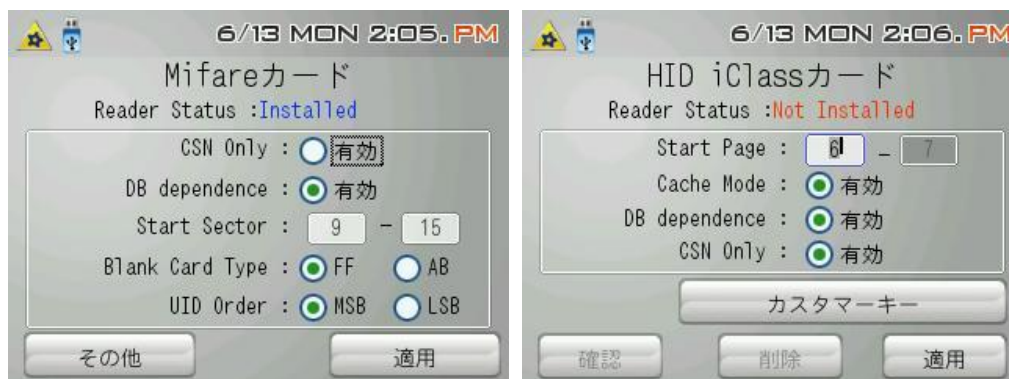 6/13 MON 2:05. PM
Mifareカード
Reader Status :Installed
CSN Only : 有効
DB dependence : 有効
Start Sector : 9 - 15
Blank Card Type : FF AB
UID Order : MSB LSB
その他 適用
6/13 MON 2:06. PM
HID iClassカード
Reader Status :Not Installed
Start Page : 6 - 7
Cache Mode : 有効
DB dependence : 有効
CSN Only : 有効
カスタマーキー
確認 削除 適用